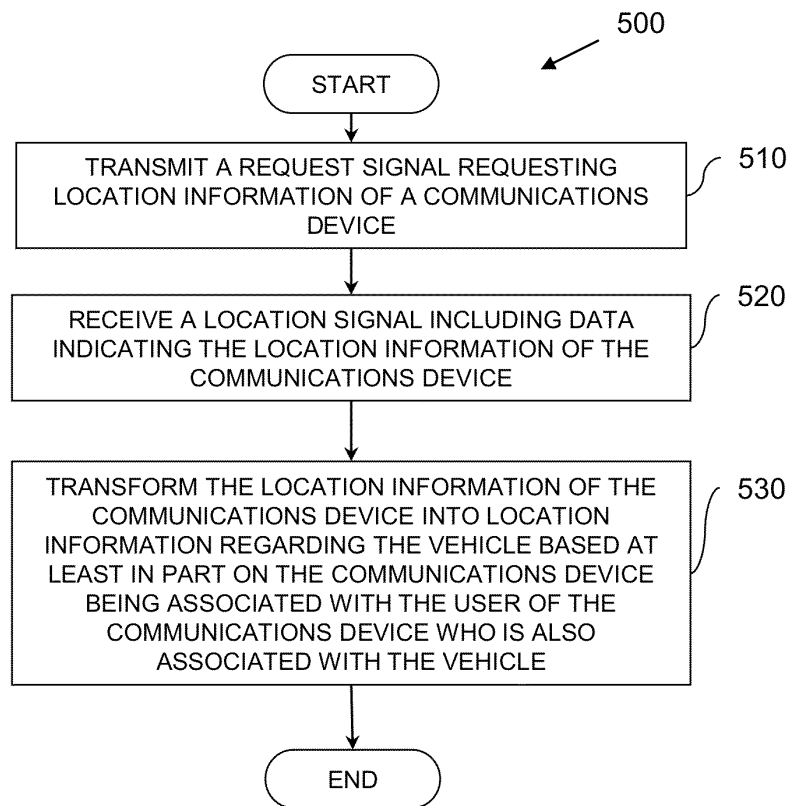 500
START
TRANSMIT A REQUEST SIGNAL REQUESTING
LOCATION INFORMATION OF A COMMUNICATIONS
DEVICE
510
RECEIVE A LOCATION SIGNAL INCLUDING DATA
INDICATING THE LOCATION INFORMATION OF THE
COMMUNICATIONS DEVICE
520
TRANSFORM THE LOCATION INFORMATION OF THE
COMMUNICATIONS DEVICE INTO LOCATION
INFORMATION REGARDING THE VEHICLE BASED AT
LEAST IN PART ON THE COMMUNICATIONS DEVICE
BEING ASSOCIATED WITH THE USER OF THE
COMMUNICATIONS DEVICE WHO IS ALSO
ASSOCIATED WITH THE VEHICLE
530
END